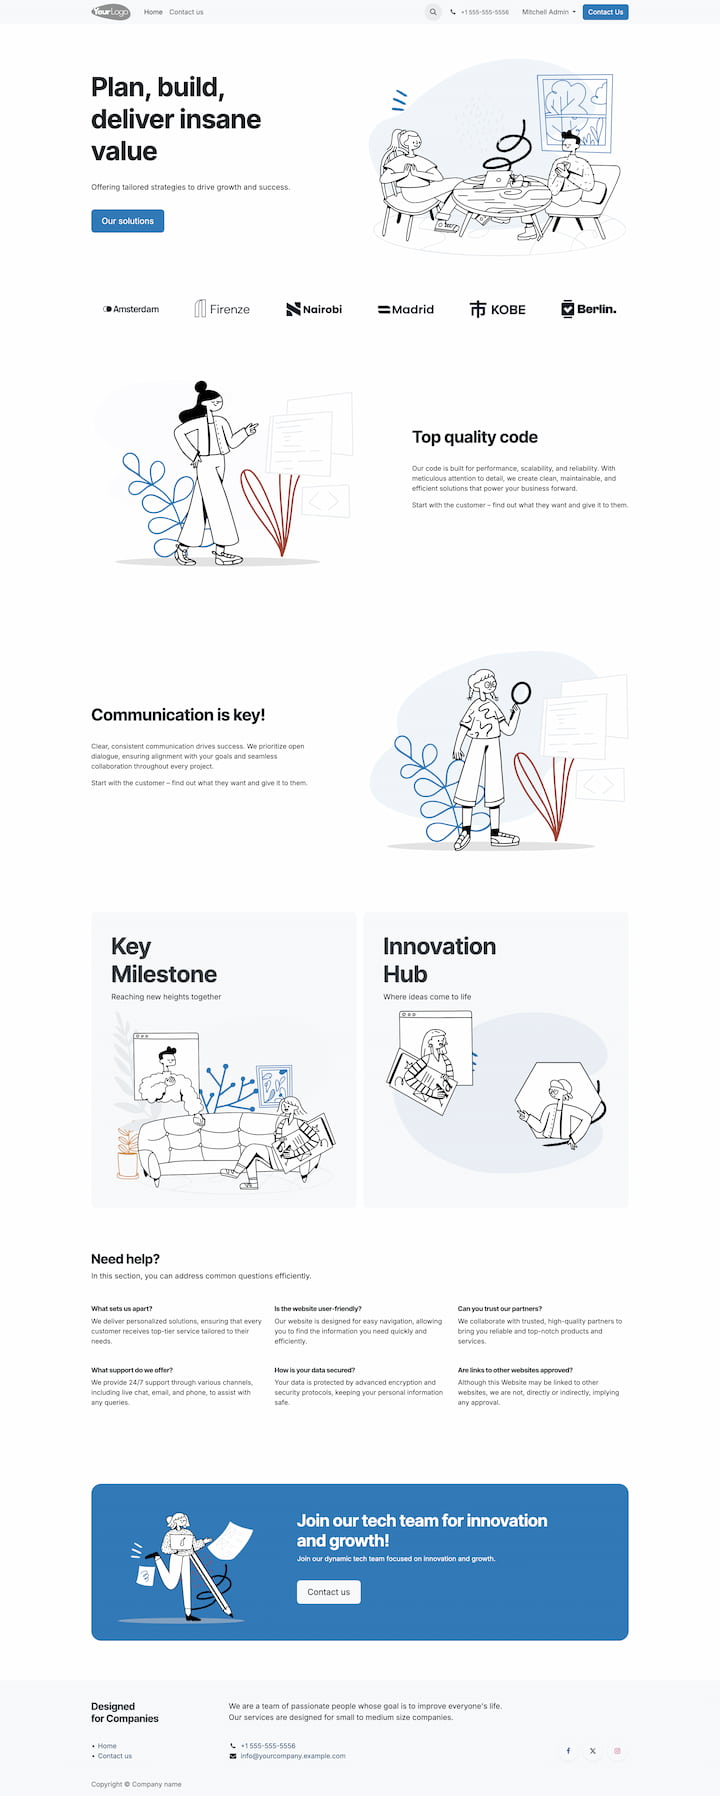 YourLogo
Home
Contact us
+1 555-555-5556
Mitchell Admin
Contact Us
Plan, build,
deliver insane
value
Offering tailored strategies to drive growth and success.
Our solutions
Amsterdam
Firenze
Nairobi
Madrid
市 KOBE
Berlin.
Top quality code
Our code is built for performance, scalability, and reliability. With
meticulous attention to detail, we create clean, maintainable, and
efficient solutions that power your business forward.
Start with the customer – find out what they want and give it to them.
Communication is key!
Clear, consistent communication drives success. We prioritize open
dialogue, ensuring alignment with your goals and seamless
collaboration throughout every project.
Start with the customer – find out what they want and give it to them.
Key
Milestone
Reaching new heights together
Innovation
Hub
Where ideas come to life
Need help?
In this section, you can address common questions efficiently.
What sets us apart?
We deliver personalized solutions, ensuring that every
customer receives top-tier service tailored to their
needs.
Is the website user-friendly?
Our website is designed for easy navigation, allowing
you to find the information you need quickly and
efficiently.
Can you trust our partners?
We collaborate with trusted, high-quality partners to
bring you reliable and top-notch products and
services.
What support do we offer?
We provide 24/7 support through various channels,
including live chat, email, and phone, to assist with
any queries.
How is your data secured?
Your data is protected by advanced encryption and
security protocols, keeping your personal information
safe.
Are links to other websites approved?
Although this Website may be linked to other
websites, we are not, directly or indirectly, implying
any approval.
Join our tech team for innovation
and growth!
Join our dynamic tech team focused on innovation and growth.
Contact us
Designed
for Companies
We are a team of passionate people whose goal is to improve everyone's life.
Our services are designed for small to medium size companies.
• Home
• Contact us
+1 555-555-5556
info@yourcompany.example.com
Copyright © Company name